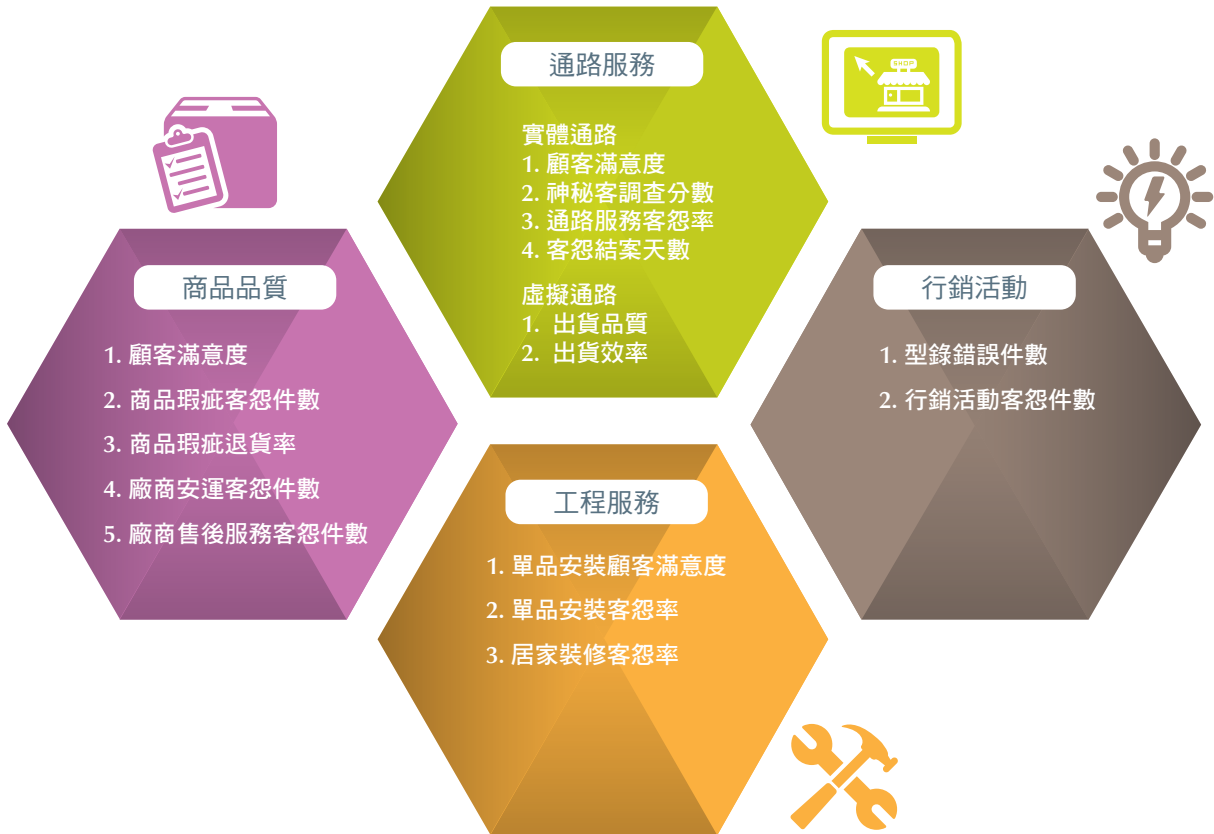 通路服務
SHOP
實體通路
1. 顧客滿意度
2. 神秘客調查分數
3. 通路服務客怨率
4. 客怨結案天數
虛擬通路
1. 出貨品質
2. 出貨效率
商品品質
1. 顧客滿意度
2. 商品瑕疵客怨件數
3. 商品瑕疵退貨率
4. 廠商安運客怨件數
5. 廠商售後服務客怨件數
行銷活動
1. 型錄錯誤件數
2. 行銷活動客怨件數
工程服務
1. 單品安裝顧客滿意度
2. 單品安裝客怨率
3. 居家裝修客怨率